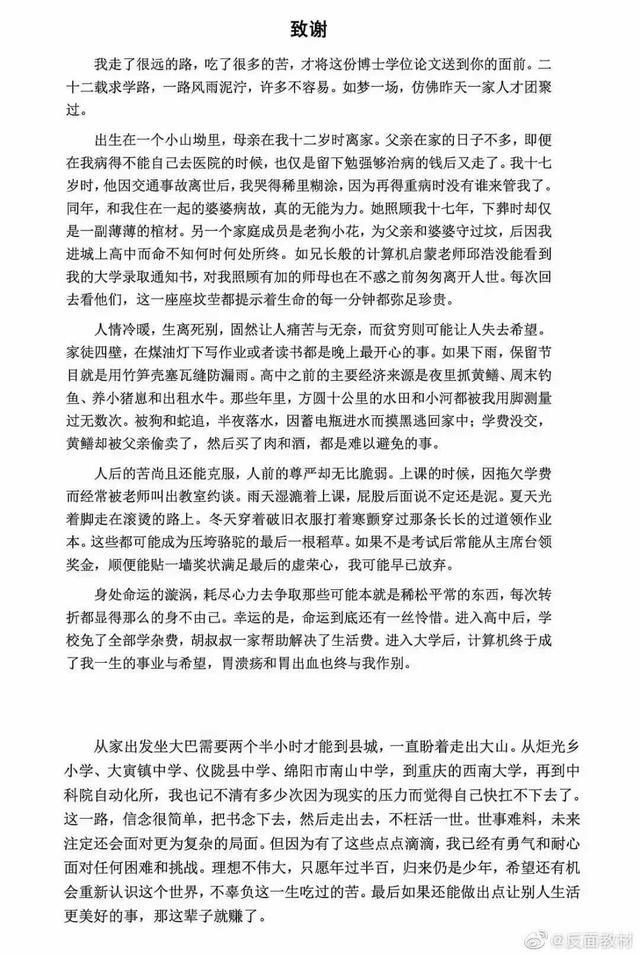 致谢
我走了很远的路，吃了很多的苦，才将这份博士学位论文送到你的面前。二
十二载求学路，一路风雨泥泞，许多不容易。如梦一场，仿佛昨天一家人才团聚
过。
出生在一个小山坳里，母亲在我十二岁时离家。父亲在家的日子不多，即便
在我病得不能自己去医院的时候，也仅是留下勉强够治病的钱后又走了。我十七
岁时，他因交通事故离世后，我哭得稀里糊涂，因为再得重病时没有谁来管我了。
同年，和我住在一起的婆婆病故，真的无能为力。她照顾我十七年，下葬时却仅
是一副薄薄的棺材。另一个家庭成员是老狗小花，为父亲和婆婆守过坟，后因我
进城上高中而命不知何时何处所终。如兄长般的计算机启蒙老师邱浩没能看到
我的大学录取通知书，对我照顾有加的师母也在不惑之前匆匆离开人世。每次回
去看他们，这一座座坟茔都提示着生命的每一分钟都弥足珍贵。
人情冷暖，生离死别，固然让人痛苦与无奈，而贫穷则可能让人失去希望。
家徒四壁，在煤油灯下写作业或者读书都是晚上最开心的事。如果下雨，保留节
目就是用竹笋壳塞瓦缝防漏雨。高中之前的主要经济来源是夜里抓黄鳝、周末钓
鱼、养小猪崽和出租水牛。那些年里，方圆十公里的水田和小河都被我用脚测量
过无数次。被狗和蛇追，半夜落水，因蓄电瓶进水而摸黑逃回家中；学费没交，
黄鳝却被父亲偷卖了，然后买了肉和酒，都是难以避免的事。
人后的苦尚且还能克服，人前的尊严却无比脆弱。上课的时候，因拖欠学费
而经常被老师叫出教室约谈。雨天湿漉着上课，屁股后面说不定还是泥。夏天光
着脚走在滚烫的路上。冬天穿着破旧衣服打着寒颤穿过那条长长的过道领作业
本。这些都可能成为压垮骆驼的最后一根稻草。如果不是考试后常能从主席台领
奖金，顺便能贴一墙奖状满足最后的虚荣心，我可能早已放弃。
身处命运的漩涡，耗尽心力去争取那些可能本就是稀松平常的东西，每次转
折都显得那么的身不由己。幸运的是，命运到底还有一丝怜惜。进入高中后，学
校免了全部学杂费，胡叔叔一家帮助解决了生活费。进入大学后，计算机终于成
了我一生的事业与希望，胃溃疡和胃出血也终与我作别。
从家出发坐大巴需要两个半小时才能到县城，一直盼着走出大山。从炬光乡
小学、大寅镇中学、仪陇县中学、绵阳市南山中学，到重庆的西南大学，再到中
科院自动化所，我也记不清有多少次因为现实的压力而觉得自己快扛不下去了。
这一路，信念很简单，把书念下去，然后走出去，不枉活一世。世事难料，未来
注定还会面对更为复杂的局面。但因为有了这些点点滴滴，我已经有勇气和耐心
面对任何困难和挑战。理想不伟大，只愿年过半百，归来仍是少年，希望还有机
会重新认识这个世界，不辜负这一生吃过的苦。最后如果还能做出点让别人生活
更美好的事，那这辈子就赚了。
@反面教材